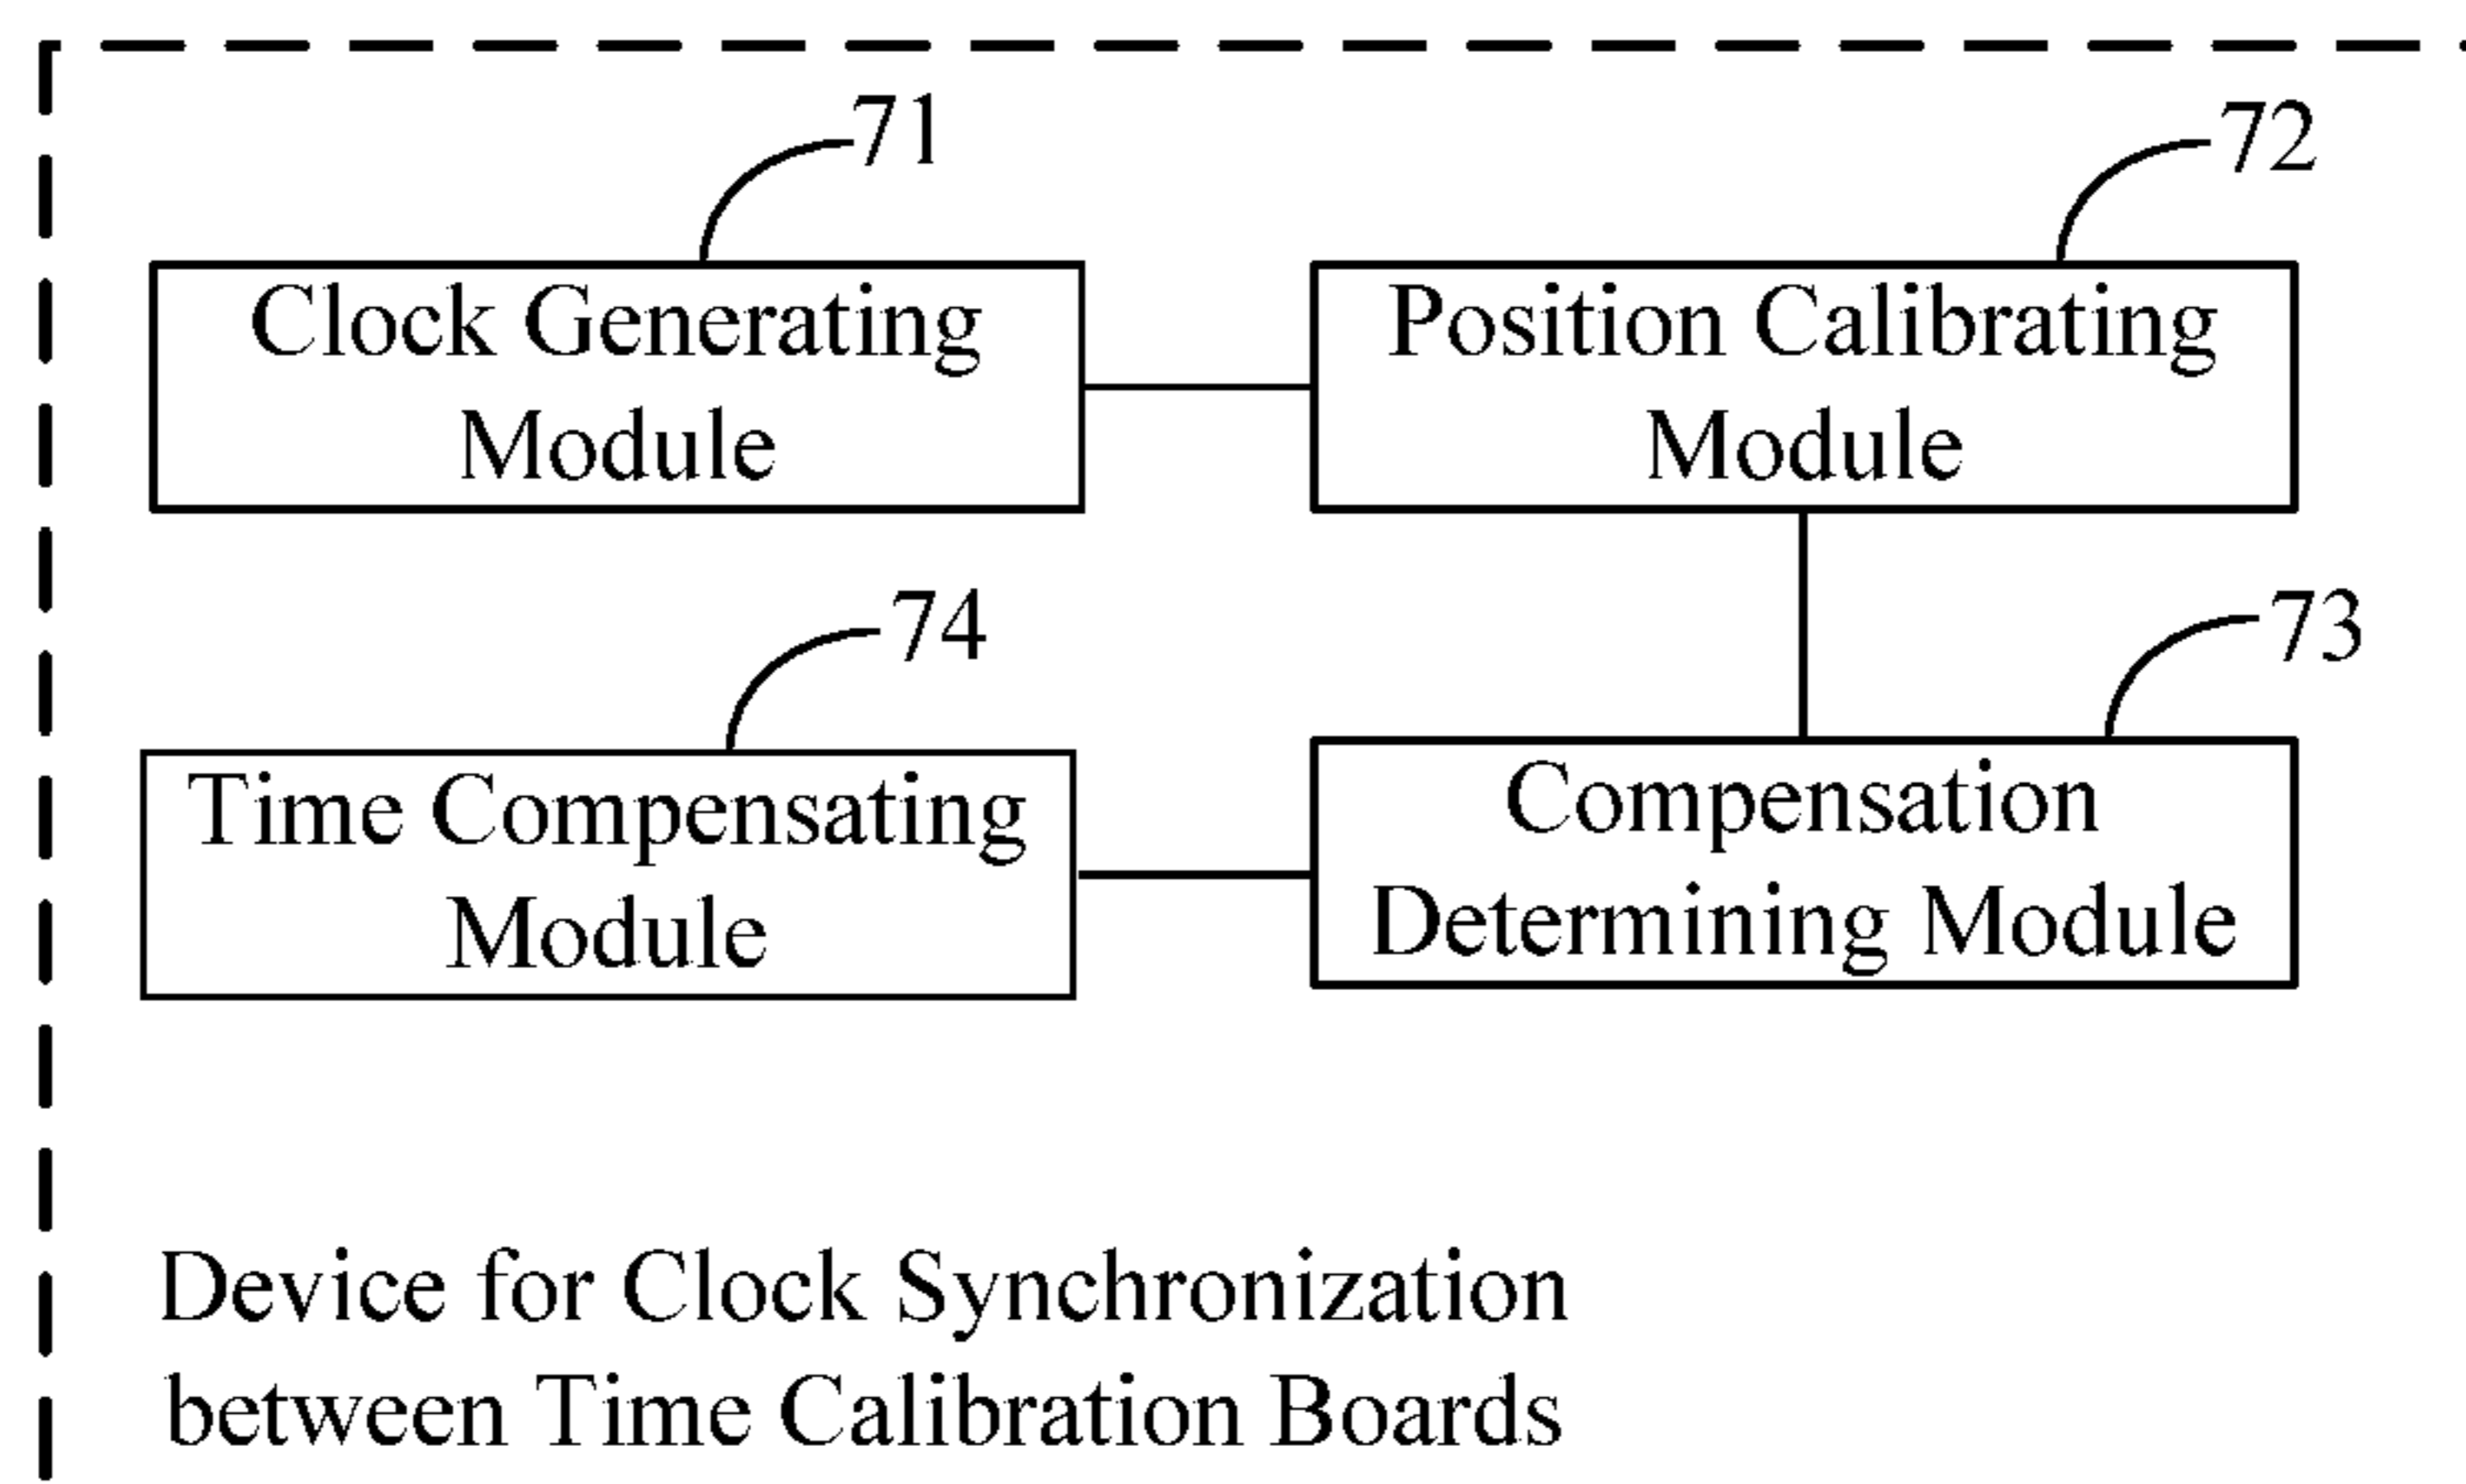 71
72
Clock Generating
Module
Position Calibrating
Module
74
73
Time Compensating
Module
Compensation
Determining Module
Device for Clock Synchronization
between Time Calibration Boards